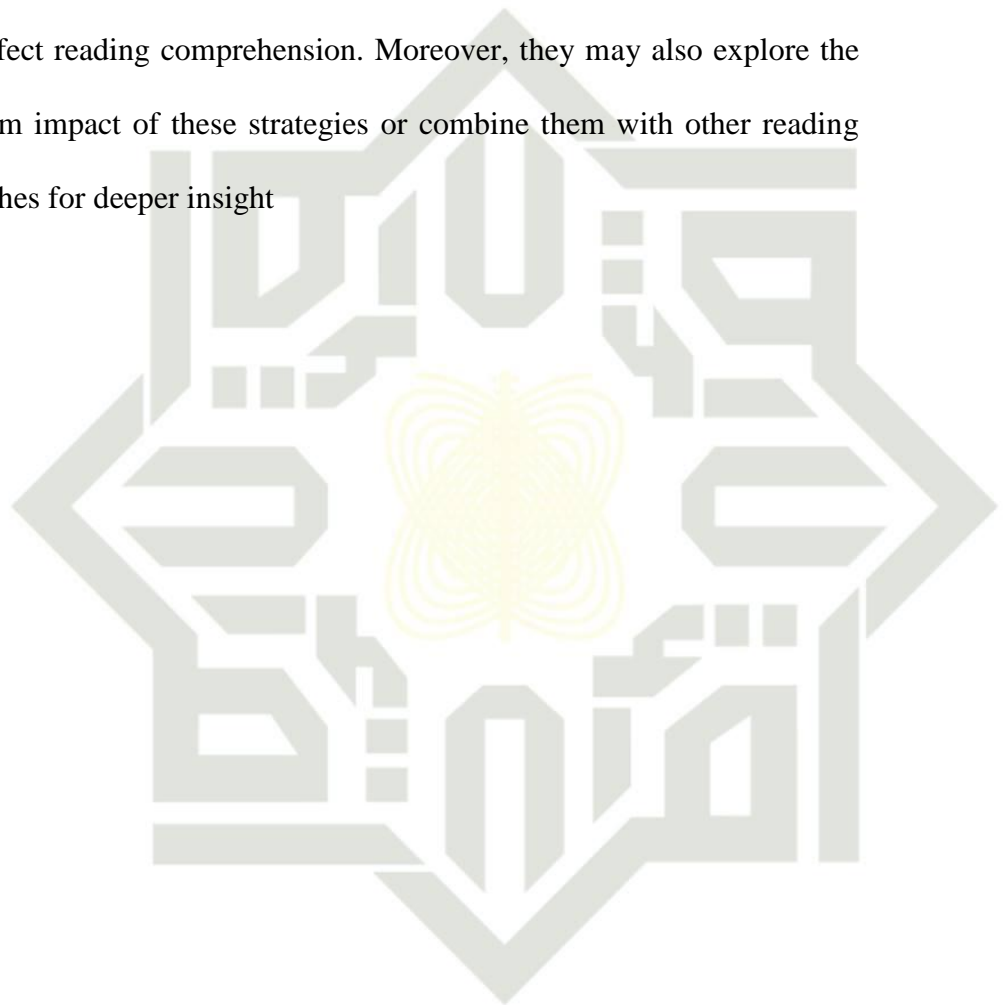 fect reading comprehension. Moreover, they may also explore the
m impact of these strategies or combine them with other reading
hes for deeper insight